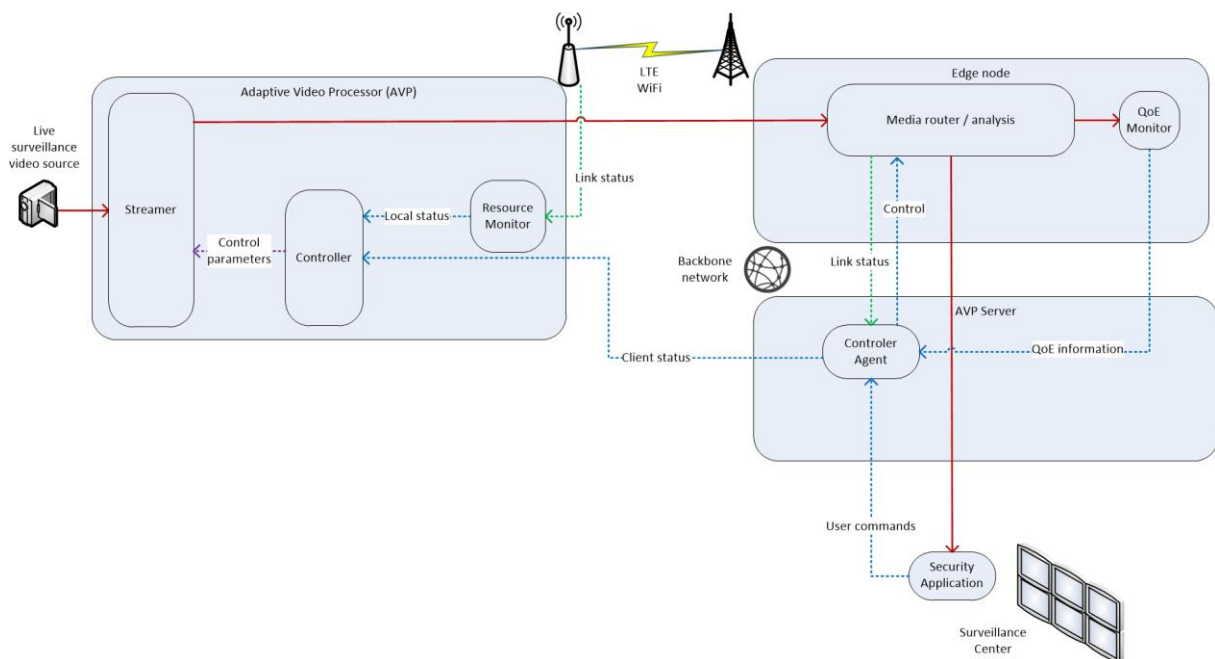 LTE
WiFi
Edge node
Adaptive Video Processor (AVP)
Media router / analysis
QoE
Monitor
Live
surveillance
video source
Link status
Streamer
Local status
Resource
Monitor
Control
Control
parameters
Controller
Backbone
network
Link status
AVP Server
Controler
Agent
QoE information
Client status
User commands
Security
Application
Surveillance
Center